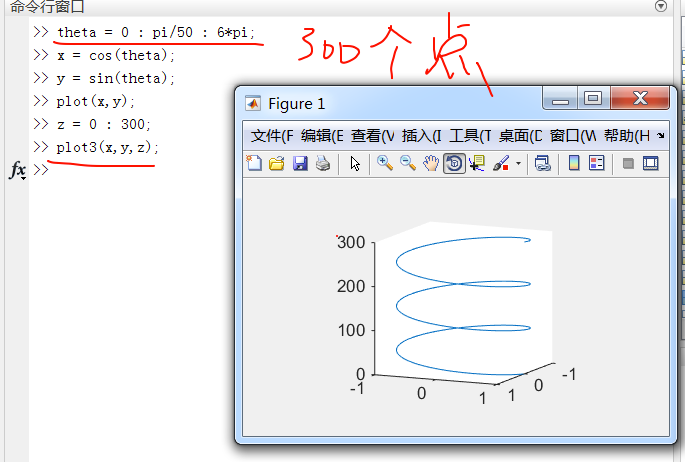 命令行窗口
>> theta = 0 : pi/50 : 6*pi;
300个点
>> x = cos(theta);
>> y = sin(theta);
>> plot(x,y);
>> z = 0 : 300;
>> plot3(x,y,z);
fx >>
Figure 1
文件(F 编辑(E 查看(V 插入(I 工具(T 桌面(D 窗口(W 帮助(H
300
200
100
0
-1 0 1 1 0 -1